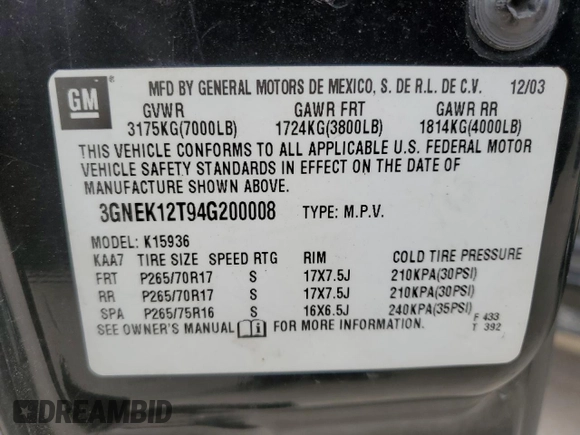 GM
MFD BY GENERAL MOTORS DE MEXICO, S. DE R.L. DE C.V. 12/03
GVWR GAWR FRT GAWR RR
3175KG(7000LB) 1724KG(3800LB) 1814KG(4000LB)
THIS VEHICLE CONFORMS TO ALL APPLICABLE U.S. FEDERAL MOTOR
VEHICLE SAFETY STANDARDS IN EFFECT ON THE DATE OF
MANUFACTURE SHOWN ABOVE.
3GNEK12T94G200008 TYPE: M.P.V.
MODEL: K15936
KAA7 TIRE SIZE SPEED RTG RIM COLD TIRE PRESSURE
FRT P265/70R17 S 17X7.5J 210KPA(30PSI)
RR P265/70R17 S 17X7.5J 210KPA(30PSI)
SPA P265/75R16 S 16X6.5J 240KPA(35PSI)
SEE OWNER'S MANUAL FOR MORE INFORMATION.
F 433
T 392
DREAMBID